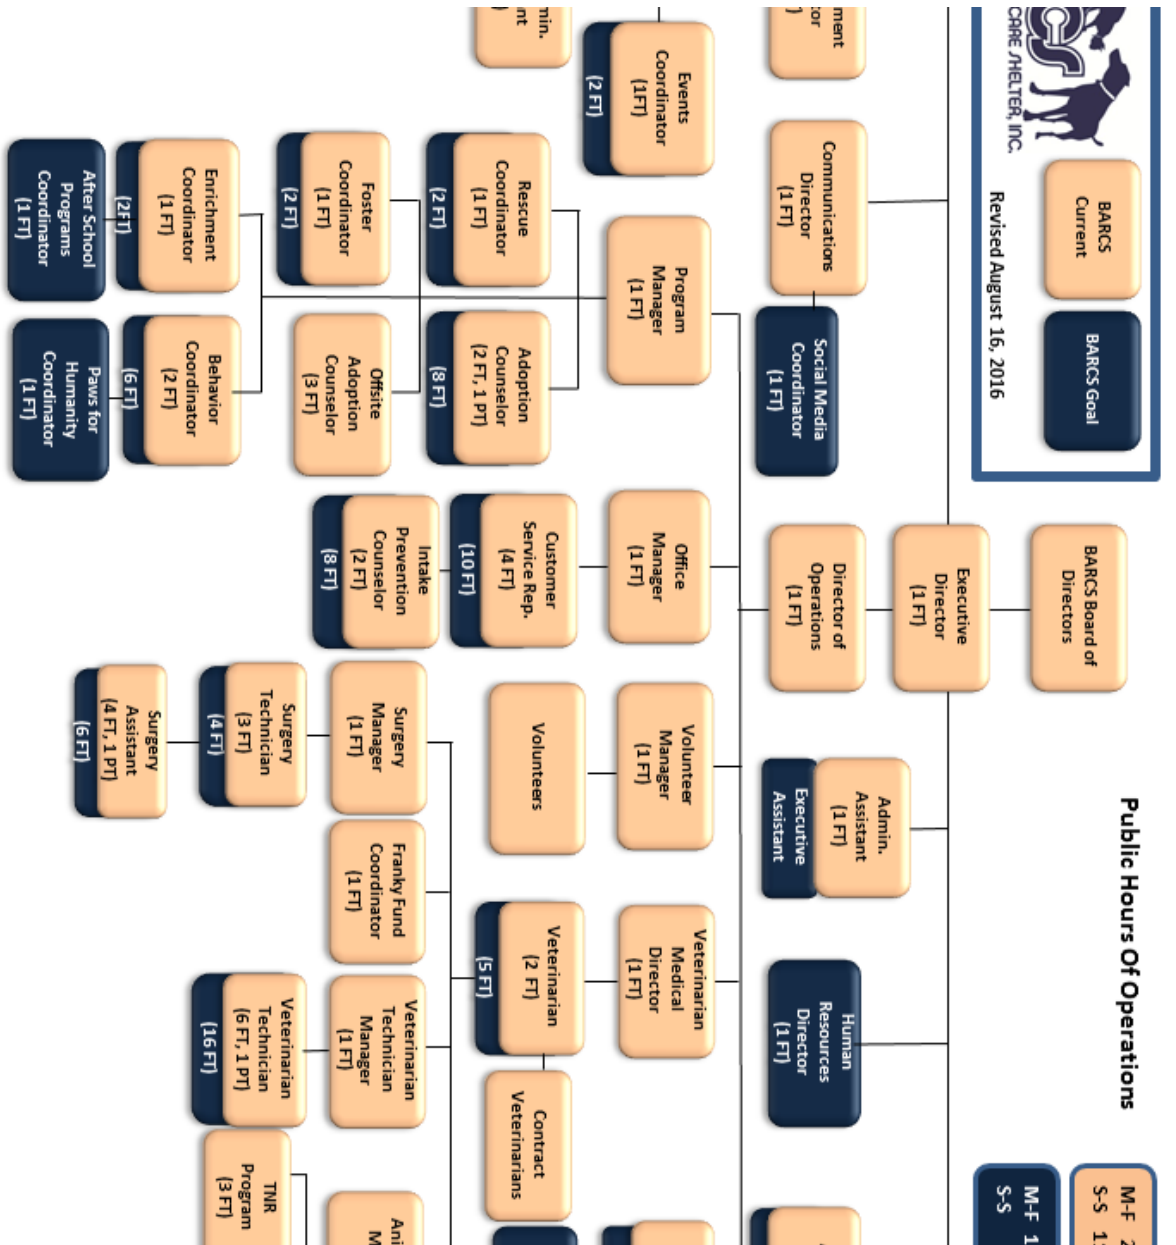 CARE SHELTER, INC.
BARCS
Current
BARCS Goal
Revised August 16, 2016
Public Hours Of Operations
M-F
S-S
M-F
S-S
BARCS Board of
Directors
Executive
Director
(1 FT)
Communications
Director
(1 FT)
Social Media
Coordinator
(1 FT)
Director of
Operations
(1 FT)
Admin.
Assistant
(1 FT)
Executive
Assistant
Human
Resources
Director
(1 FT)
Events
Coordinator
(1FT)
(2 FT)
Program
Manager
(1 FT)
Office
Manager
(1 FT)
Volunteer
Manager
(1 FT)
Veterinarian
Medical
Director
(1 FT)
Rescue
Coordinator
(1 FT)
(2 FT)
Adoption
Counselor
(2 FT, 1 PT)
(8 FT)
Customer
Service Rep.
(4 FT)
(10 FT)
Volunteers
Veterinarian
(2 FT)
(5 FT)
Contract
Veterinarians
Foster
Coordinator
(1 FT)
(2 FT)
Offsite
Adoption
Counselor
(3 FT)
Intake
Prevention
Counselor
(2 FT)
(8 FT)
Surgery
Manager
(1 FT)
Franky Fund
Coordinator
(1 FT)
Veterinarian
Technician
Manager
(1 FT)
Enrichment
Coordinator
(1 FT)
(2FT)
Behavior
Coordinator
(2 FT)
(6 FT)
Surgery
Technician
(3 FT)
(4 FT)
Veterinarian
Technician
(6 FT, 1 PT)
(16 FT)
TNR
Program
(3 FT)
After School
Programs
Coordinator
(1 FT)
Paws for
Humanity
Coordinator
(1 FT)
Surgery
Assistant
(4 FT, 1 PT)
(6 FT)